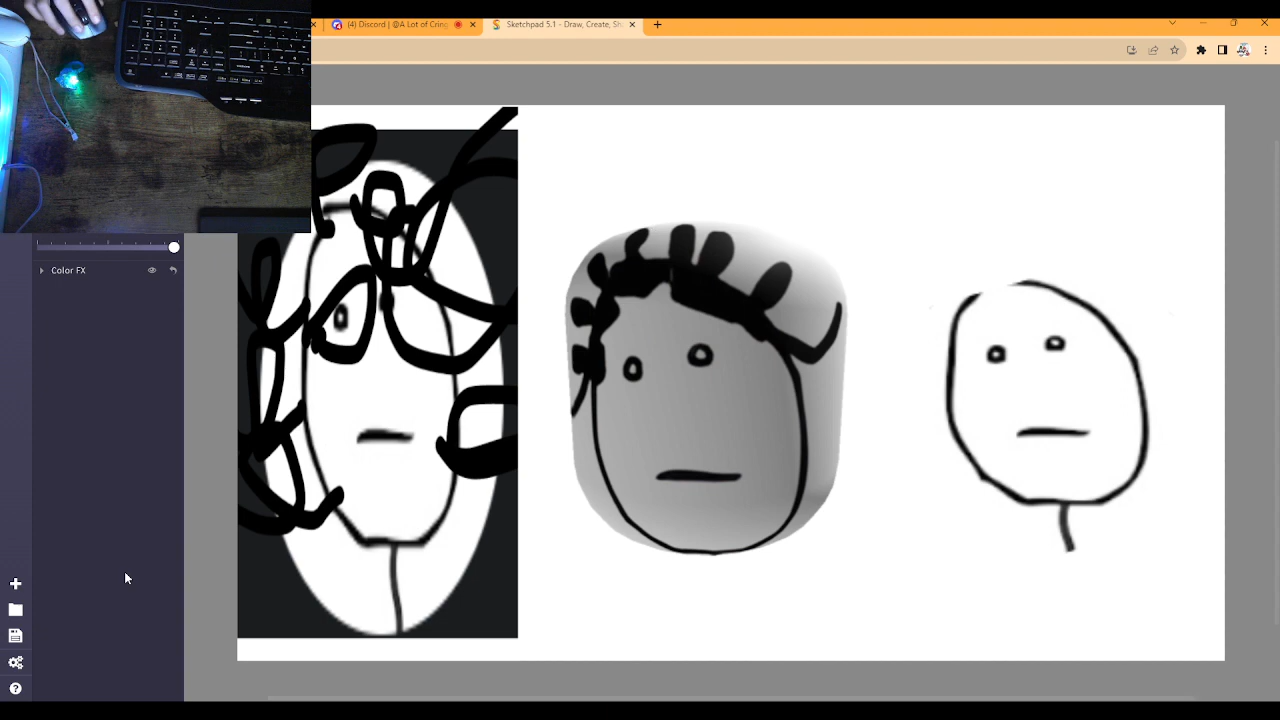 (4) Discord | @A Lot of Cring
Sketchpad 5.1 - Draw, Create, Sh
Color FX